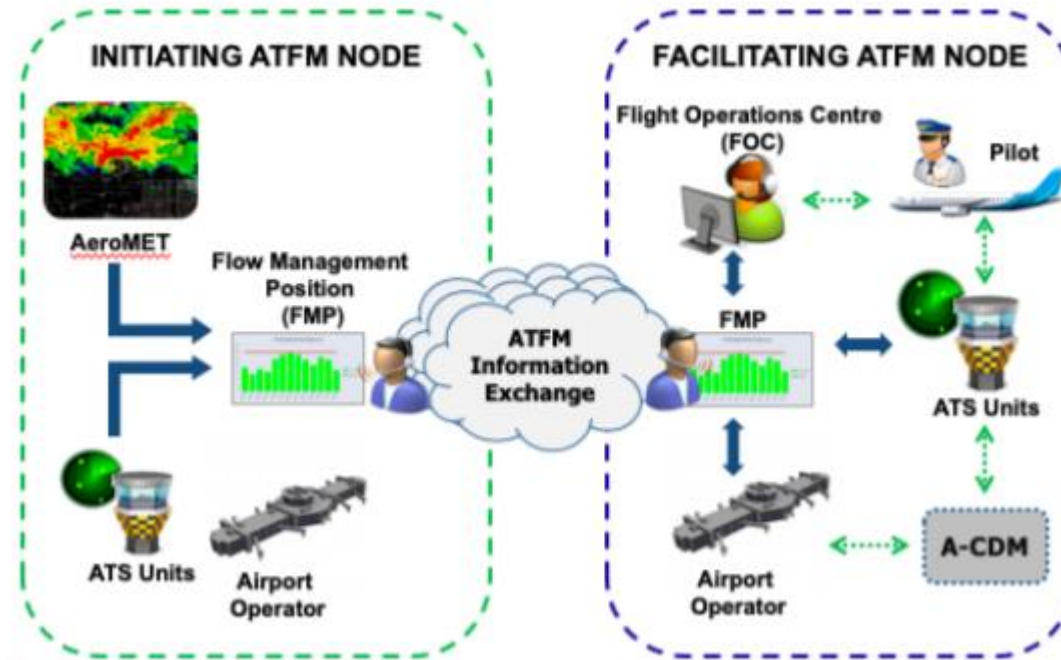 INITIATING ATFM NODE
AeroMET
Flow Management
Position
(FMP)
ATS Units
Airport
Operator
ATFM
Information
Exchange
FACILITATING ATFM NODE
Flight Operations Centre
(FOC)
Pilot
FMP
ATS Units
Airport
Operator
A-CDM